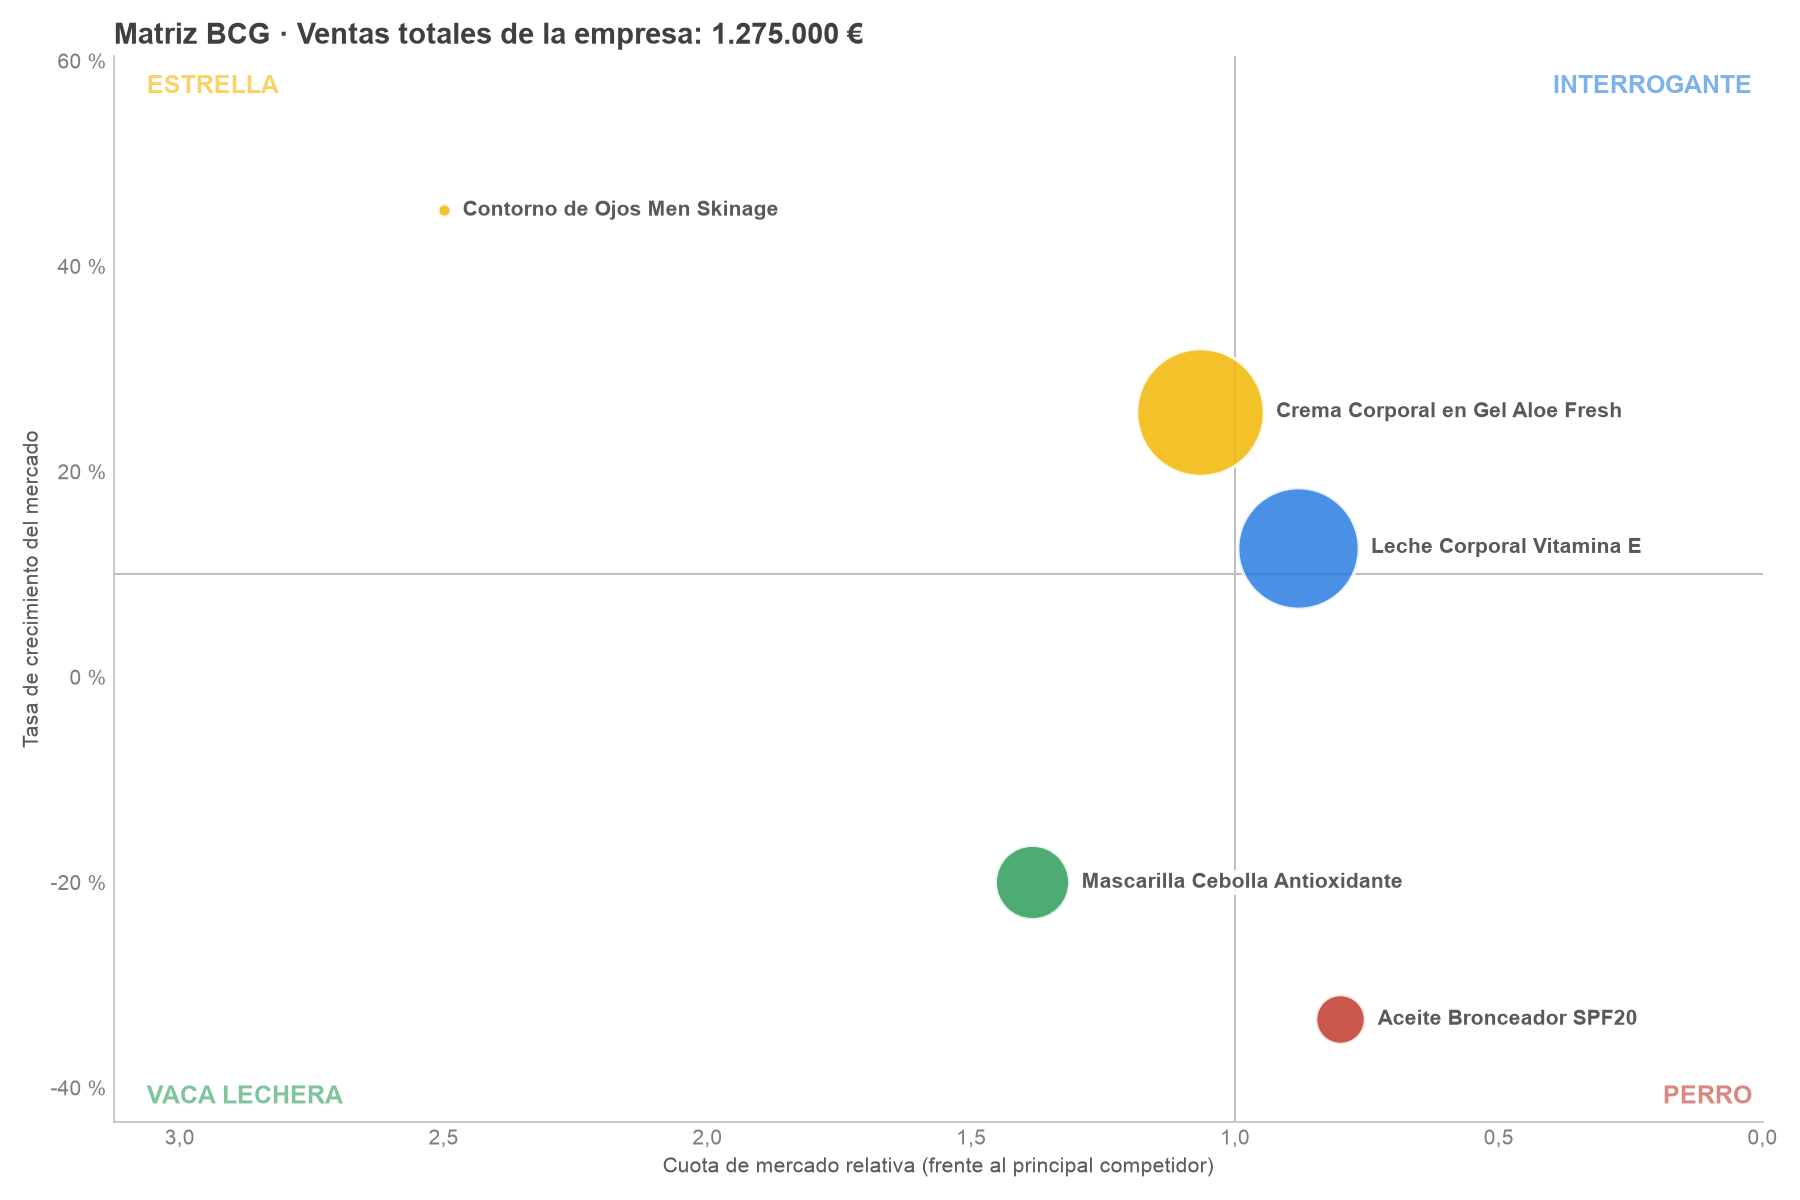 Matriz BCG · Ventas totales de la empresa: 1.275.000 €
60 %
ESTRELLA
INTERROGANTE
Contorno de Ojos Men Skinage
40 %
Crema Corporal en Gel Aloe Fresh
20 %
Leche Corporal Vitamina E
Tasa de crecimiento del mercado
0 %
-20 %
Mascarilla Cebolla Antioxidante
Aceite Bronceador SPF20
-40 %
VACA LECHERA
PERRO
3,0
2,5
2,0
1,5
1,0
0,5
0,0
Cuota de mercado relativa (frente al principal competidor)